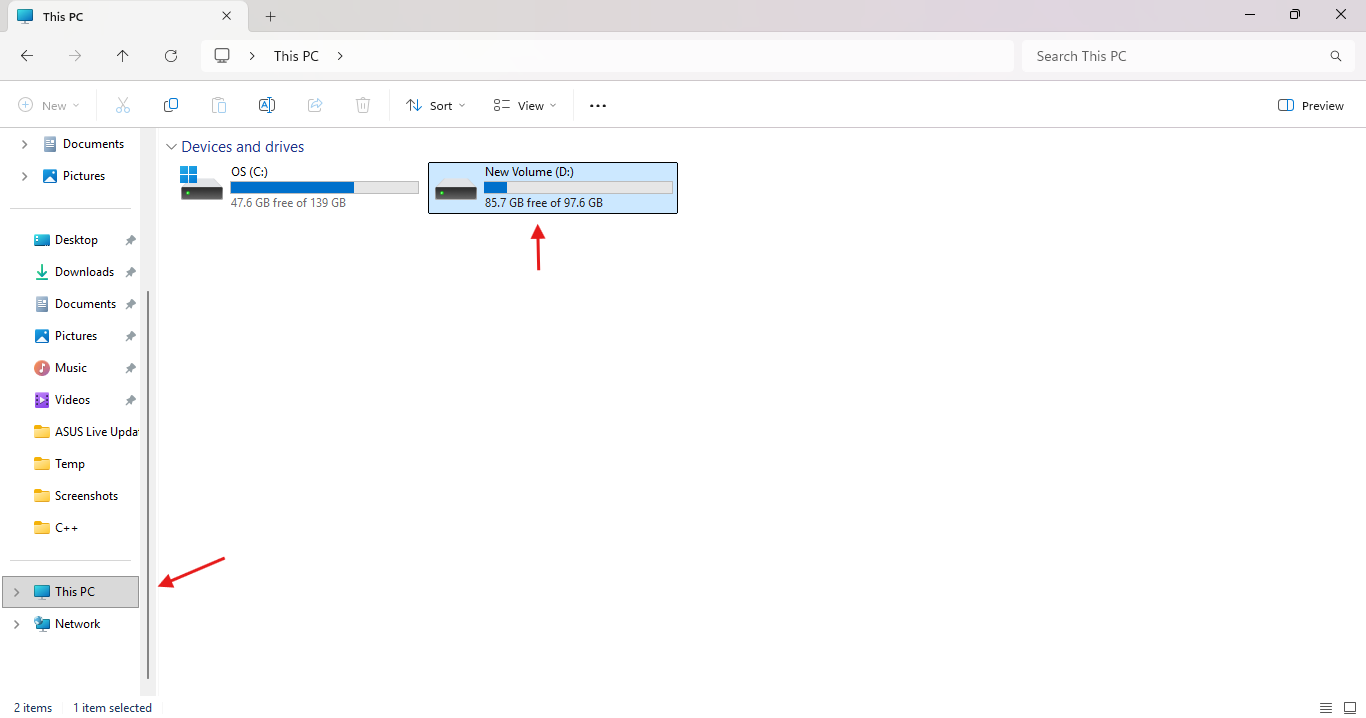 This PC
This PC
Search This PC
New
Sort
View
Preview
Documents
Pictures
Desktop
Downloads
Documents
Pictures
Music
Videos
ASUS Live Upda
Temp
Screenshots
C++
This PC
Network
Devices and drives
OS (C:)
47.6 GB free of 139 GB
New Volume (D:)
85.7 GB free of 97.6 GB
2 items
1 item selected